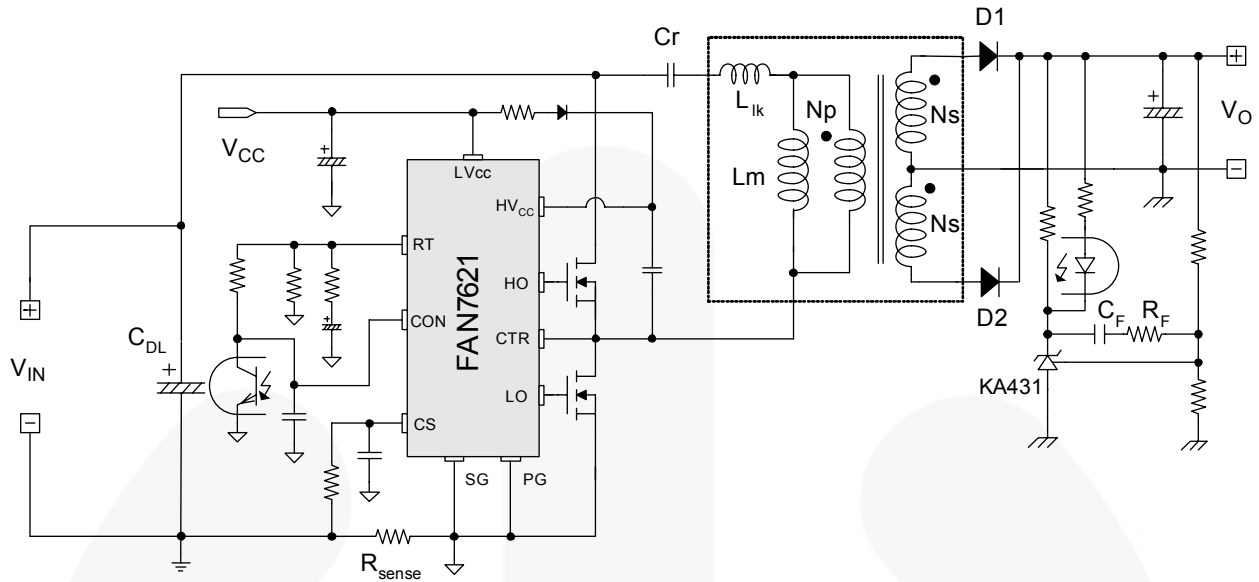 D1
Cr
+
L_lk
Np
Ns
+
V_O
V_CC
+
LVcc
Lm
HV_CC
Ns
-
RT
HO
CON
FAN7621
CTR
D2
C_F
R_F
+
V_IN
C_DL
+
LO
KA431
-
CS
SG
PG
R_sense